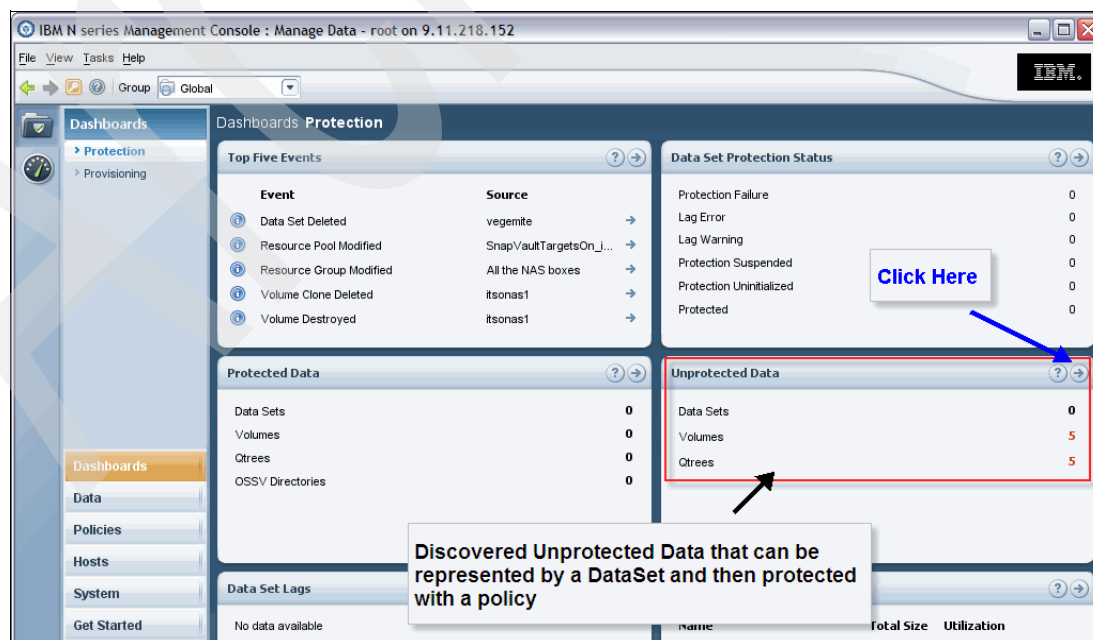 IBM N series Management Console : Manage Data - root on 9.11.218.152
File View Tasks Help
IBM
Group Global
Dashboards
Protection
Provisioning
Dashboards Protection
Top Five Events
Event Source
Data Set Deleted vegemite
Resource Pool Modified SnapVaultTargetsOn_i...
Resource Group Modified All the NAS boxes
Volume Clone Deleted itsonas1
Volume Destroyed itsonas1
Data Set Protection Status
Protection Failure 0
Lag Error 0
Lag Warning 0
Protection Suspended 0
Protection Uninitialized 0
Protected 0
Click Here
Protected Data
Data Sets 0
Volumes 0
Qtrees 0
OSSV Directories 0
Unprotected Data
Data Sets 0
Volumes 5
Qtrees 5
Discovered Unprotected Data that can be
represented by a DataSet and then protected
with a policy
Dashboards
Data
Policies
Hosts
System
Get Started
Data Set Lags
No data available
Name Total Size Utilization